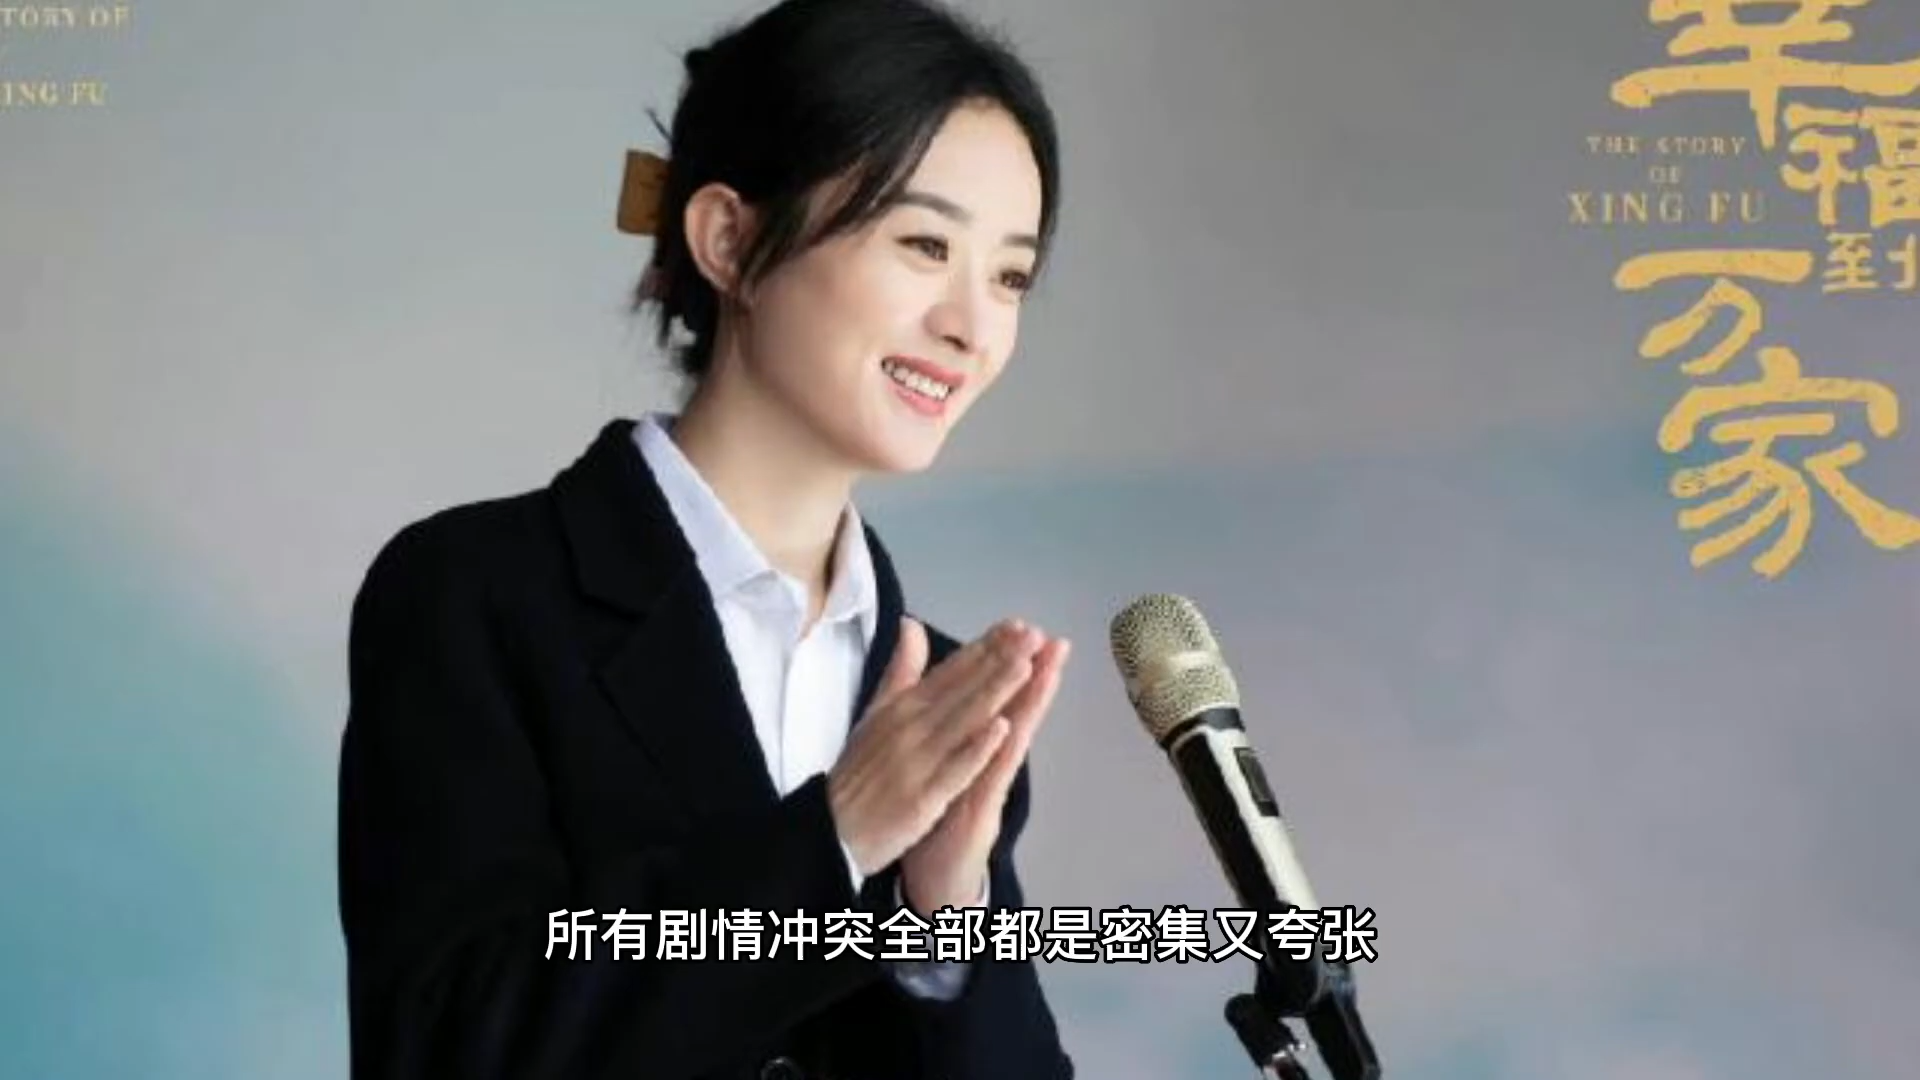 TORY OF
ING FU
幸福
到
万家
THE STORY
OF
XING FU
所有剧情冲突全部都是密集又夸张